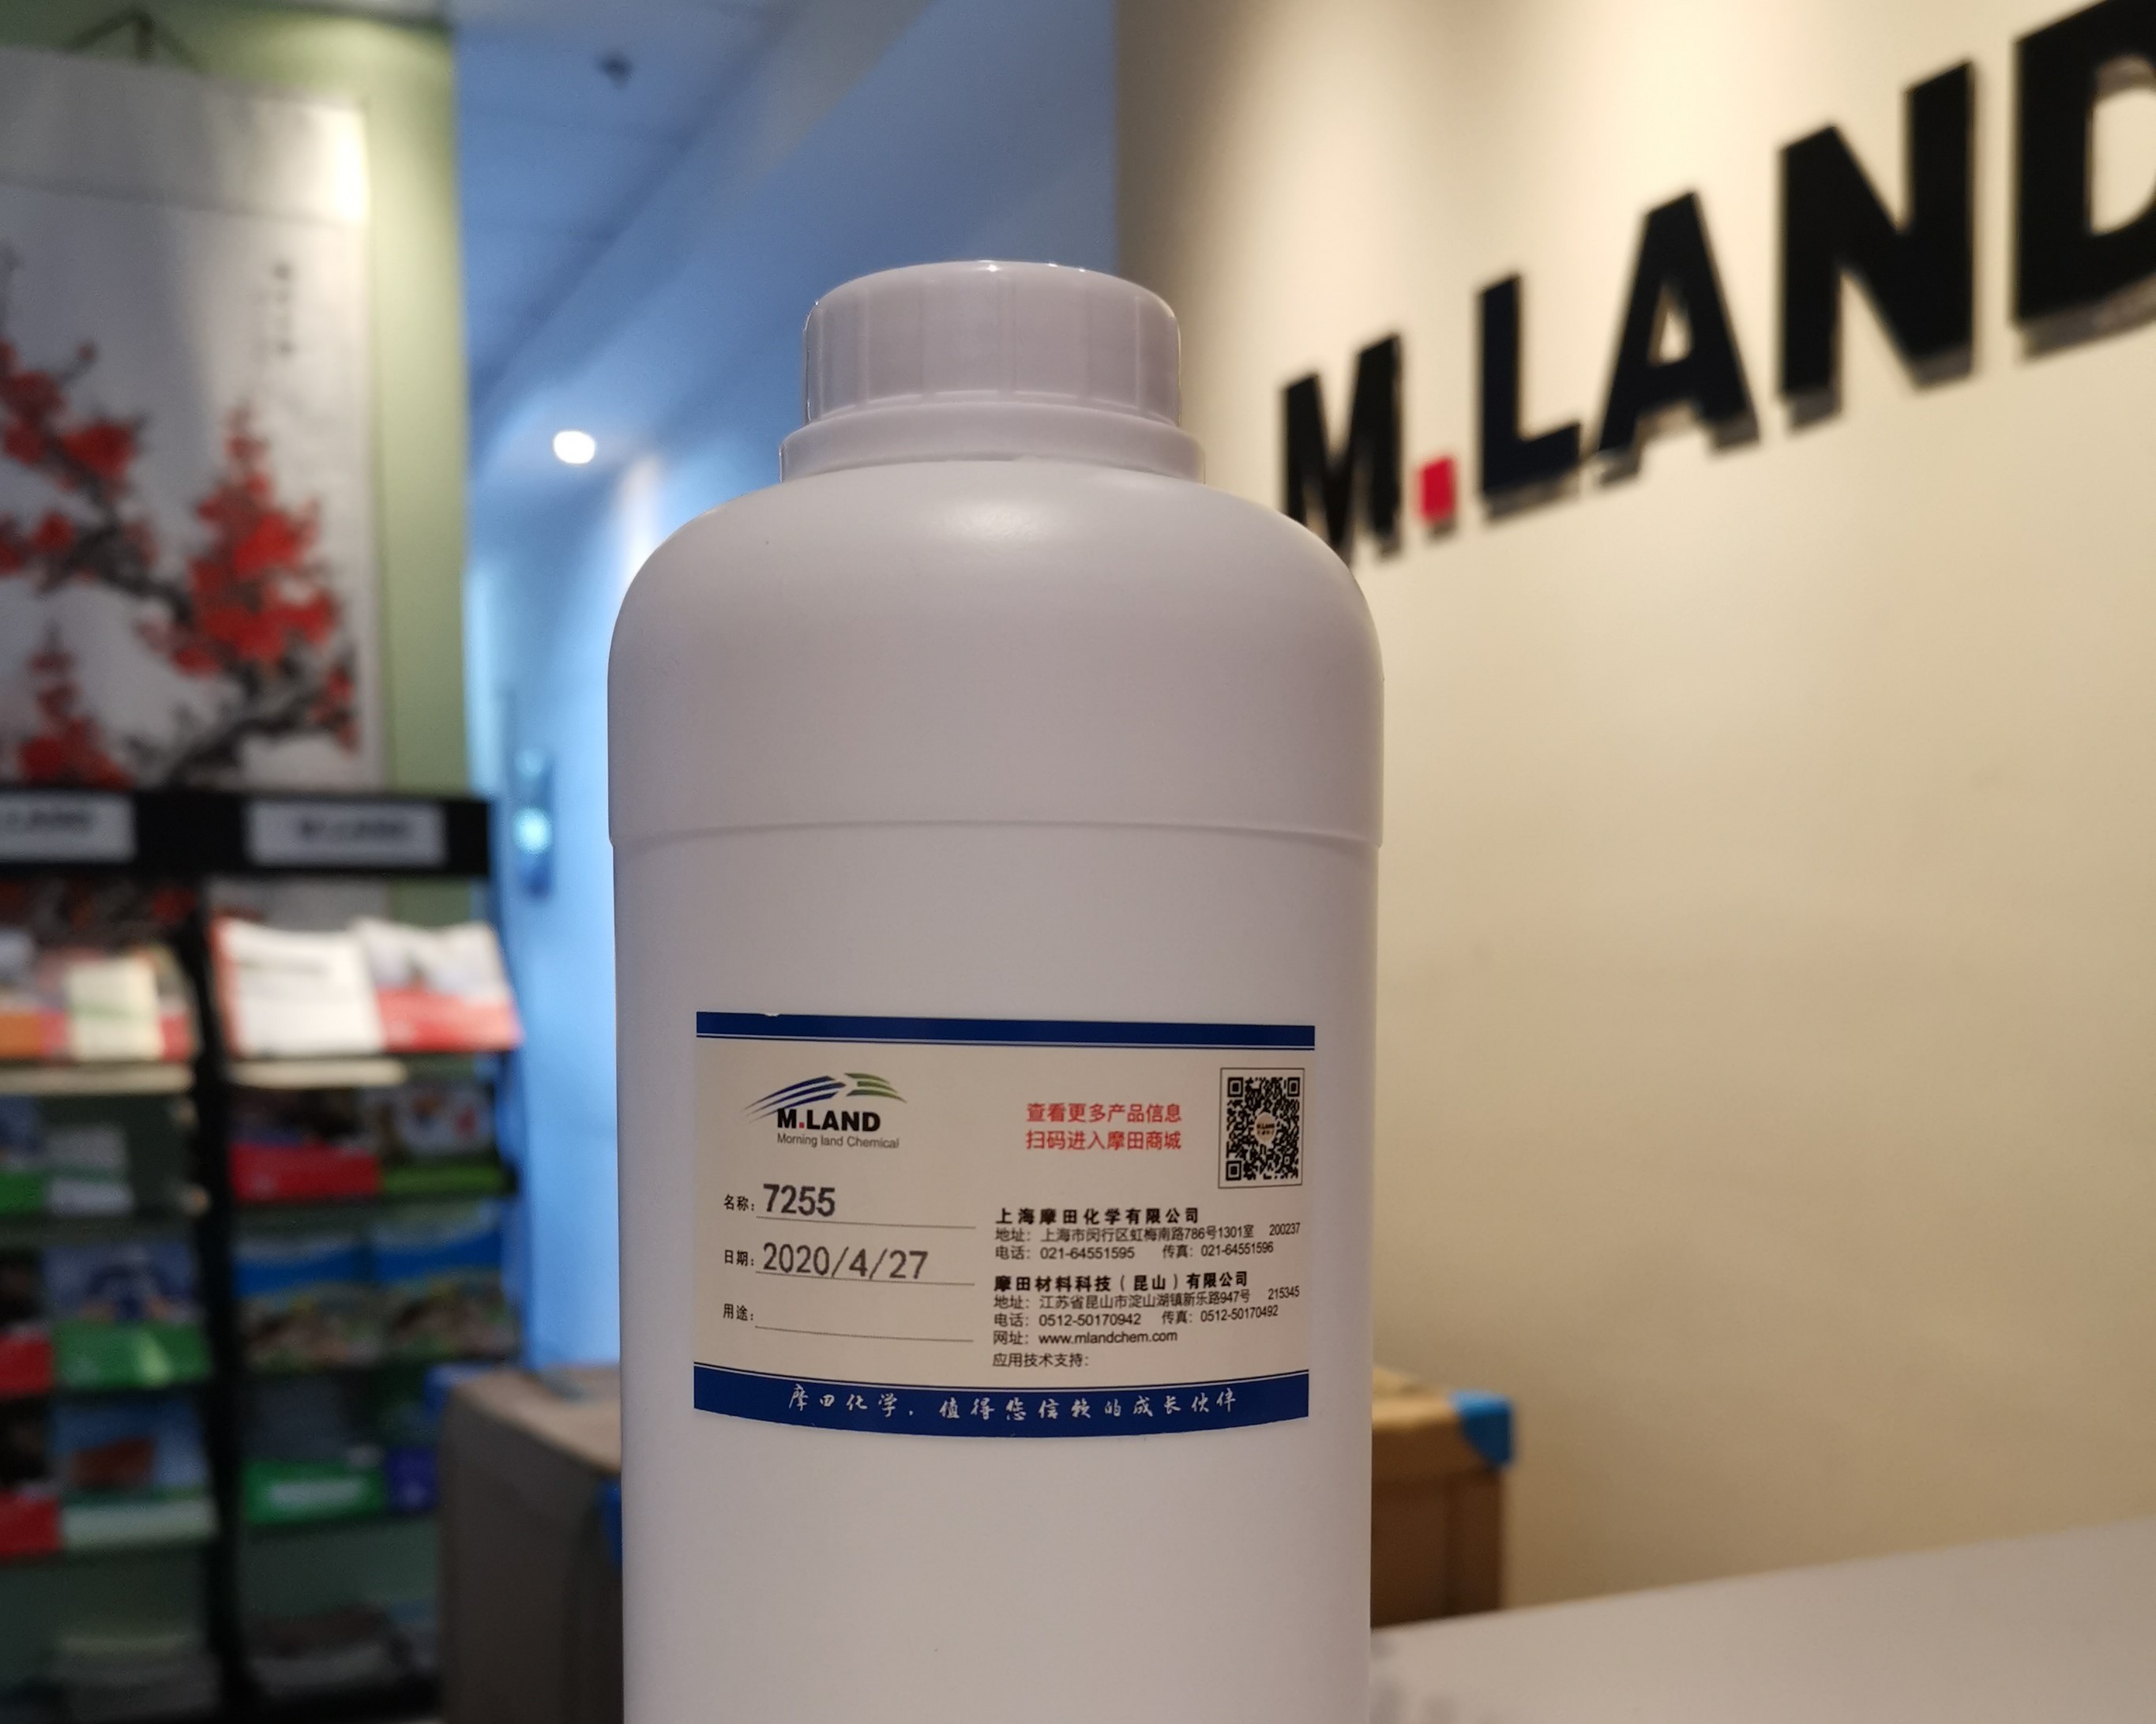 M.LAND
M.LAND
Morning land Chemical
查看更多产品信息
扫码进入摩田商城
名称: 7255
日期: 2020/4/27
用途:
上海摩田化学有限公司
地址: 上海市闵行区虹梅南路786号1301室 200237
电话: 021-64551595 传真: 021-64551596
摩田材料科技（昆山）有限公司
地址: 江苏省昆山市淀山湖镇新乐路947号 215345
电话: 0512-50170942 传真: 0512-50170492
网址: www.mlandchem.com
应用技术支持:
摩田化学, 值得您信赖的成长伙伴